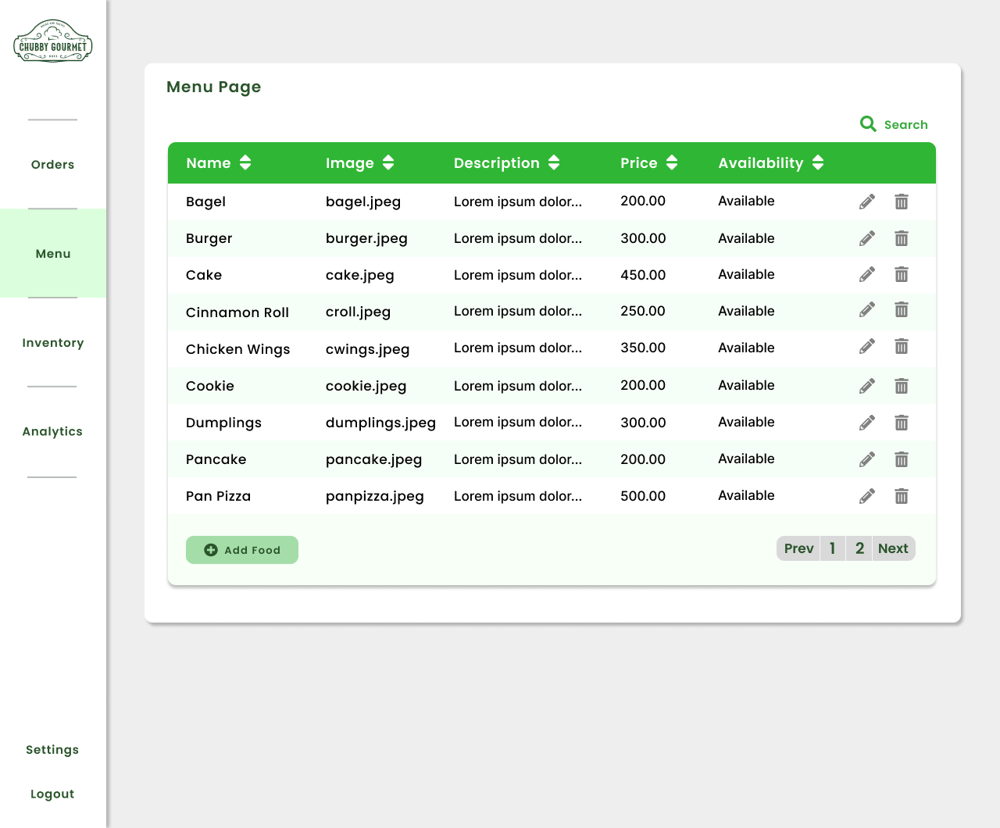 CHUBBY GOURMET
Menu Page
Search
Orders
Menu
Inventory
Analytics
Settings
Logout
Name Image Description Price Availability
Bagel bagel.jpeg Lorem ipsum dolor... 200.00 Available
Burger burger.jpeg Lorem ipsum dolor... 300.00 Available
Cake cake.jpeg Lorem ipsum dolor... 450.00 Available
Cinnamon Roll croll.jpeg Lorem ipsum dolor... 250.00 Available
Chicken Wings cwings.jpeg Lorem ipsum dolor... 350.00 Available
Cookie cookie.jpeg Lorem ipsum dolor... 200.00 Available
Dumplings dumplings.jpeg Lorem ipsum dolor... 300.00 Available
Pancake pancake.jpeg Lorem ipsum dolor... 200.00 Available
Pan Pizza panpizza.jpeg Lorem ipsum dolor... 500.00 Available
Add Food
Prev 1 2 Next